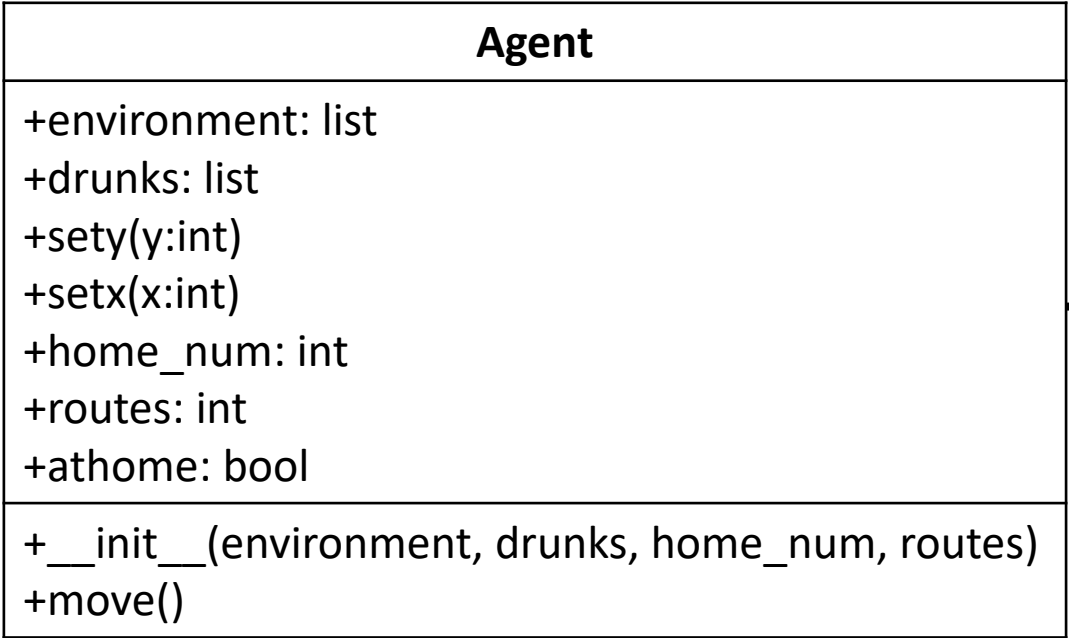 Agent
+environment: list
+drunks: list
+sety(y:int)
+setx(x:int)
+home_num: int
+routes: int
+athome: bool
+__init__(environment, drunks, home_num, routes)
+move()